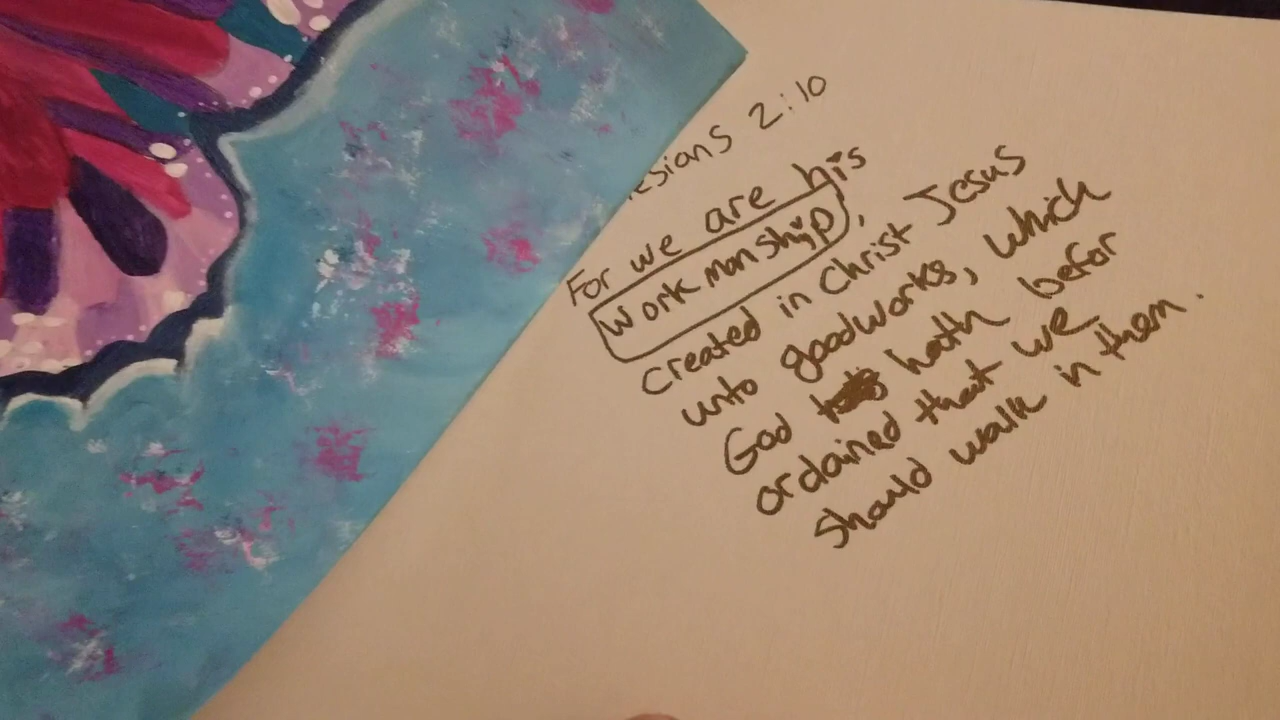 esians 2:10
For we are his
workmanship,
created in Christ Jesus
unto goodworks, which
God hath befor
ordained that we
should walk in them.